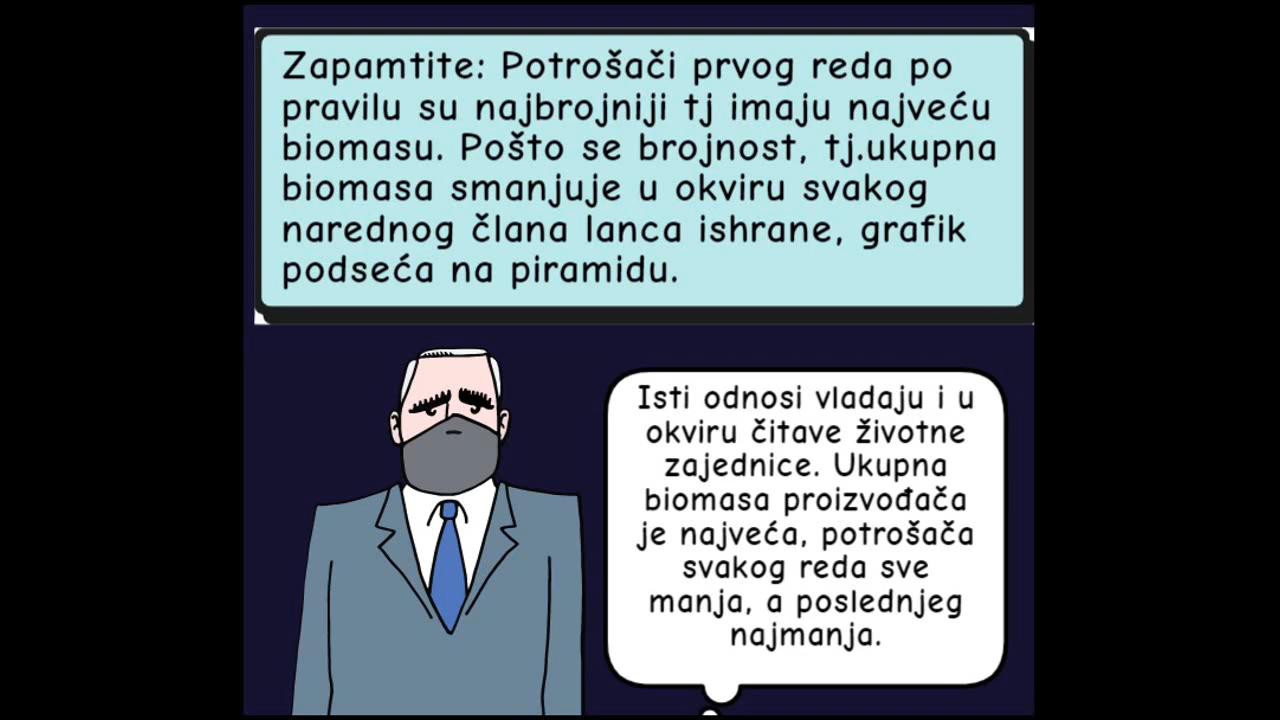 Zapamtite: Potrošači prvog reda po
pravilu su najbrojniji tj imaju najveću
biomasu. Pošto se brojnost, tj.ukupna
biomasa smanjuje u okviru svakog
narednog člana lanca ishrane, grafik
podseća na piramidu.
Isti odnosi vladaju i u
okviru čitave životne
zajednice. Ukupna
biomasa proizvođača
je najveća, potrošača
svakog reda sve
manja, a poslednjeg
najmanja.